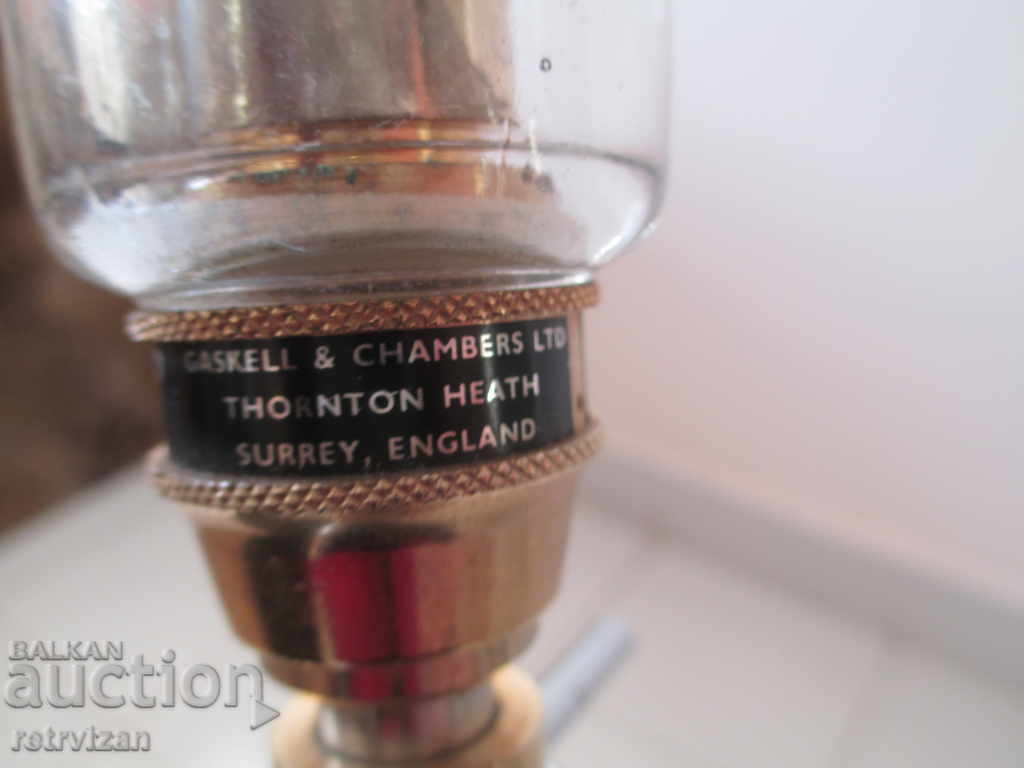 GASKELL & CHAMBERS LTD
THORNTON HEATH
SURREY, ENGLAND
BALKAN
auction
retrvizan